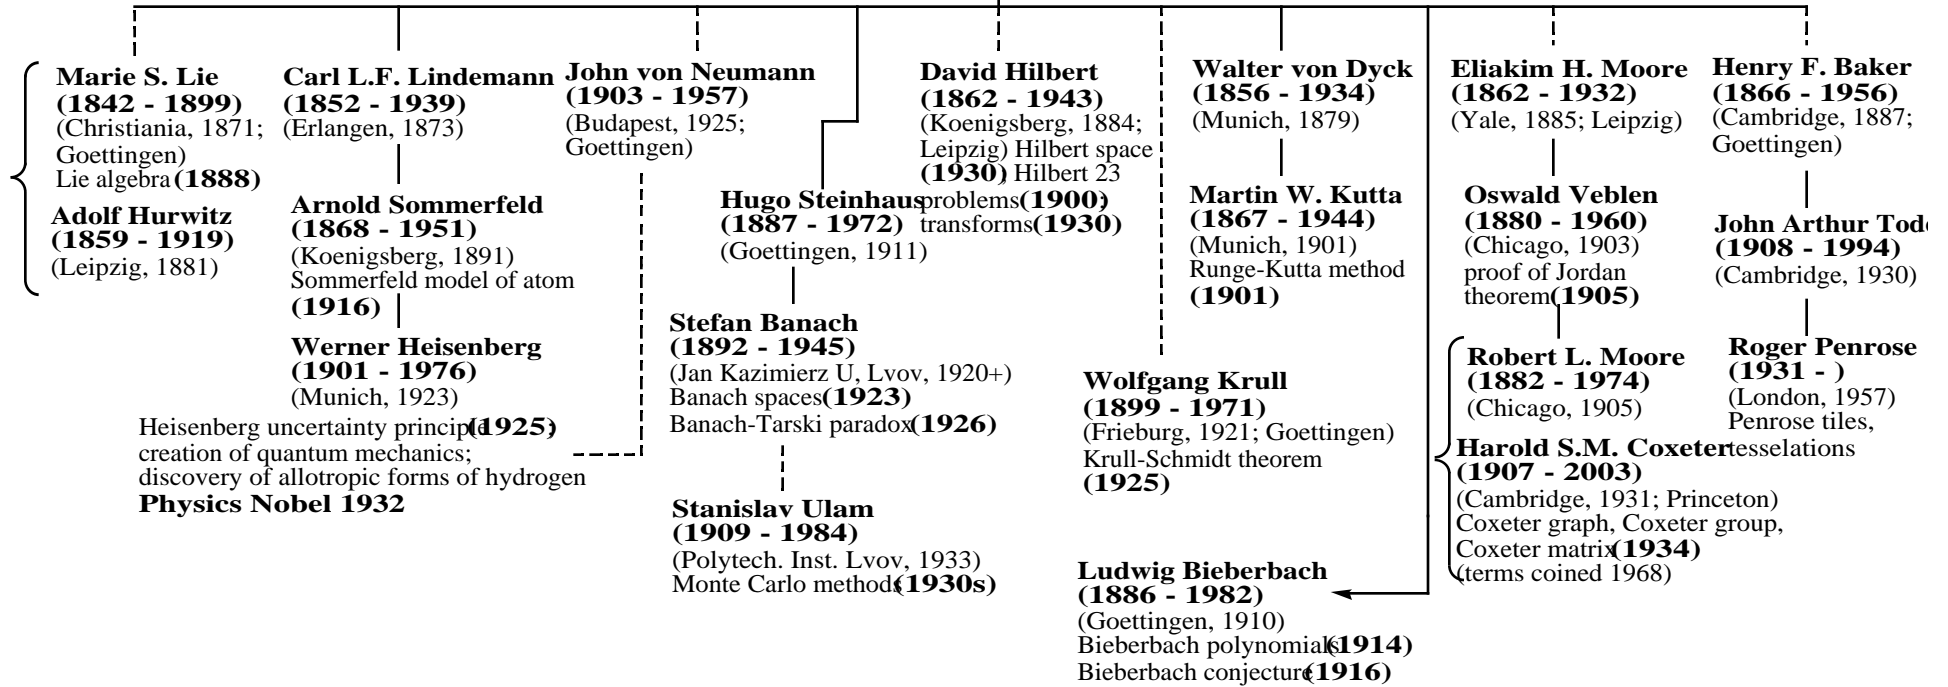 Marie S. Lie
(1842 - 1899)
(Christiania, 1871;
Goettingen)
Lie algebra (1888)
Adolf Hurwitz
(1859 - 1919)
(Leipzig, 1881)
Carl L.F. Lindemann
(1852 - 1939)
(Erlangen, 1873)
Arnold Sommerfeld
(1868 - 1951)
(Koenigsberg, 1891)
Sommerfeld model of atom
(1916)
Werner Heisenberg
(1901 - 1976)
(Munich, 1923)
Heisenberg uncertainty principle (1925);
creation of quantum mechanics;
discovery of allotropic forms of hydrogen
Physics Nobel 1932
John von Neumann
(1903 - 1957)
(Budapest, 1925;
Goettingen)
Hugo Steinhaus
(1887 - 1972)
(Goettingen, 1911)
Stefan Banach
(1892 - 1945)
(Jan Kazimierz U, Lvov, 1920+)
Banach spaces (1923)
Banach-Tarski paradox (1926)
Stanislav Ulam
(1909 - 1984)
(Polytech. Inst. Lvov, 1933)
Monte Carlo methods (1930s)
David Hilbert
(1862 - 1943)
(Koenigsberg, 1884;
Leipzig) Hilbert space
(1930), Hilbert 23
problems (1900);
transforms (1930)
Walter von Dyck
(1856 - 1934)
(Munich, 1879)
Martin W. Kutta
(1867 - 1944)
(Munich, 1901)
Runge-Kutta method
(1901)
Wolfgang Krull
(1899 - 1971)
(Frieburg, 1921; Goettingen)
Krull-Schmidt theorem
(1925)
Ludwig Bieberbach
(1886 - 1982)
(Goettingen, 1910)
Bieberbach polynomials (1914)
Bieberbach conjecture (1916)
Eliakim H. Moore
(1862 - 1932)
(Yale, 1885; Leipzig)
Oswald Veblen
(1880 - 1960)
(Chicago, 1903)
proof of Jordan
theorem (1905)
Robert L. Moore
(1882 - 1974)
(Chicago, 1905)
Harold S.M. Coxeter
(1907 - 2003)
(Cambridge, 1931; Princeton)
Coxeter graph, Coxeter group,
Coxeter matrix (1934)
(terms coined 1968)
Henry F. Baker
(1866 - 1956)
(Cambridge, 1887;
Goettingen)
John Arthur Tod
(1908 - 1994)
(Cambridge, 1930)
Roger Penrose
(1931 - )
(London, 1957)
Penrose tiles,
tesselations